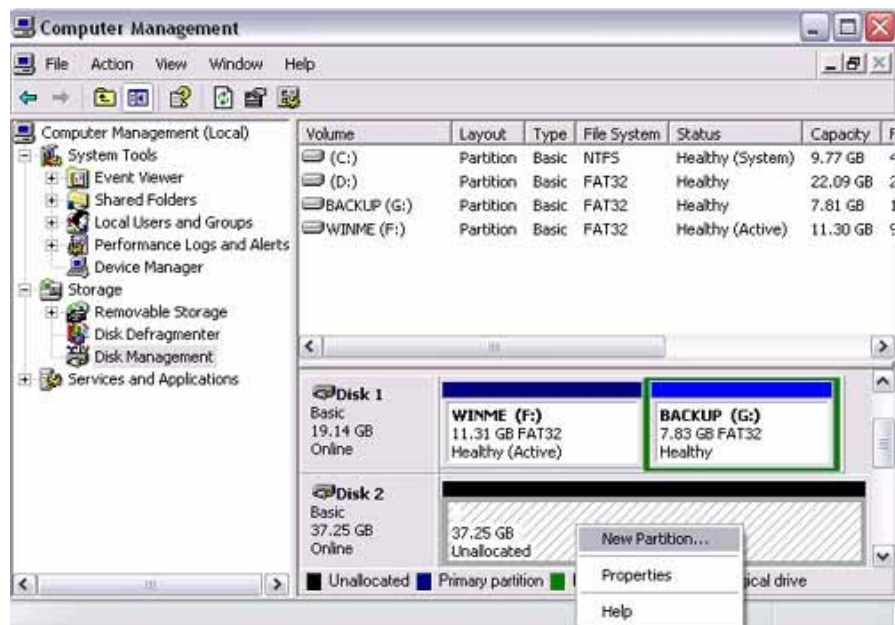 Computer Management
File Action View Window Help
Computer Management (Local)
System Tools
Event Viewer
Shared Folders
Local Users and Groups
Performance Logs and Alerts
Device Manager
Storage
Removable Storage
Disk Defragmenter
Disk Management
Services and Applications
Volume Layout Type File System Status Capacity
(C:) Partition Basic NTFS Healthy (System) 9.77 GB
(D:) Partition Basic FAT32 Healthy 22.09 GB
BACKUP (G:) Partition Basic FAT32 Healthy 7.81 GB
WINME (F:) Partition Basic FAT32 Healthy (Active) 11.30 GB
Disk 1
Basic
19.14 GB
Online
WINME (F:)
11.31 GB FAT32
Healthy (Active)
BACKUP (G:)
7.83 GB FAT32
Healthy
Disk 2
Basic
37.25 GB
Online
37.25 GB
Unallocated
New Partition...
Properties
Help
Unallocated Primary partition ical drive